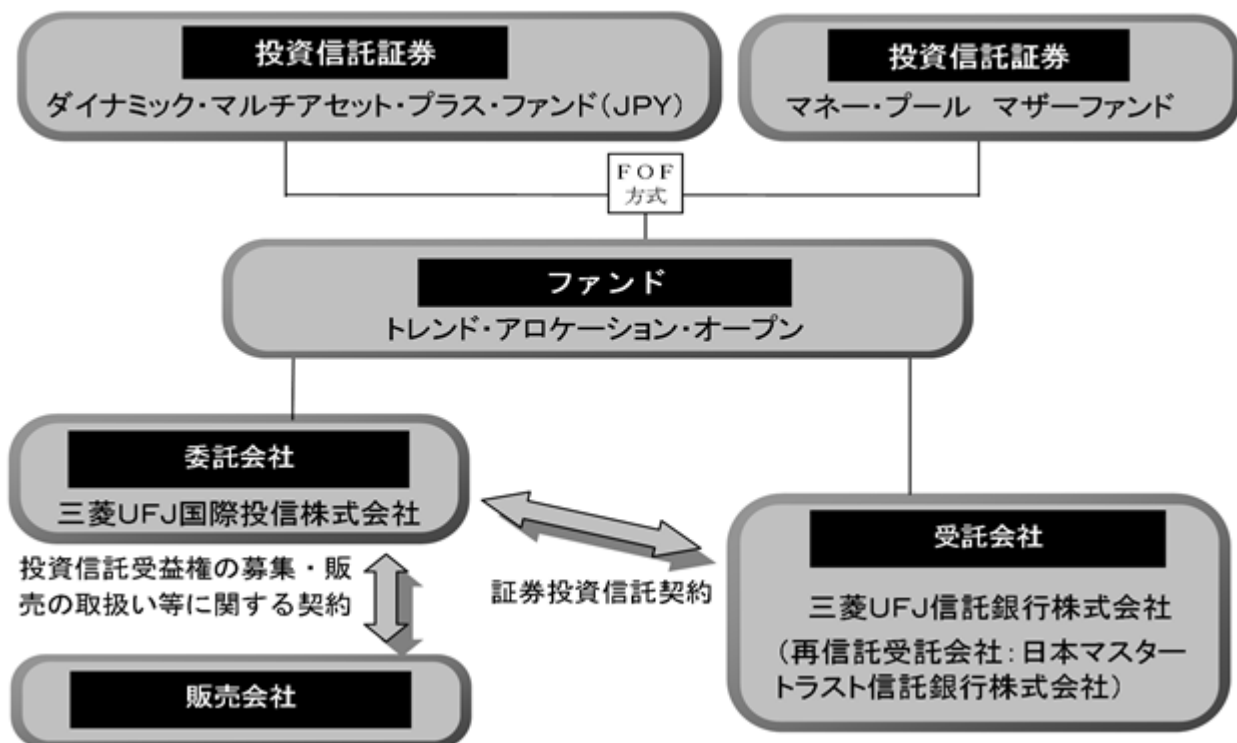 投資信託証券
ダイナミック・マルチアセット・プラス・ファンド(JPY)
投資信託証券
マネー・プール　マザーファンド
FOF
方式
ファンド
トレンド・アロケーション・オープン
委託会社
三菱UFJ国際投信株式会社
投資信託受益権の募集・販
売の取扱い等に関する契約
証券投資信託契約
受託会社
三菱UFJ信託銀行株式会社
(再信託受託会社:日本マスター
トラスト信託銀行株式会社)
販売会社